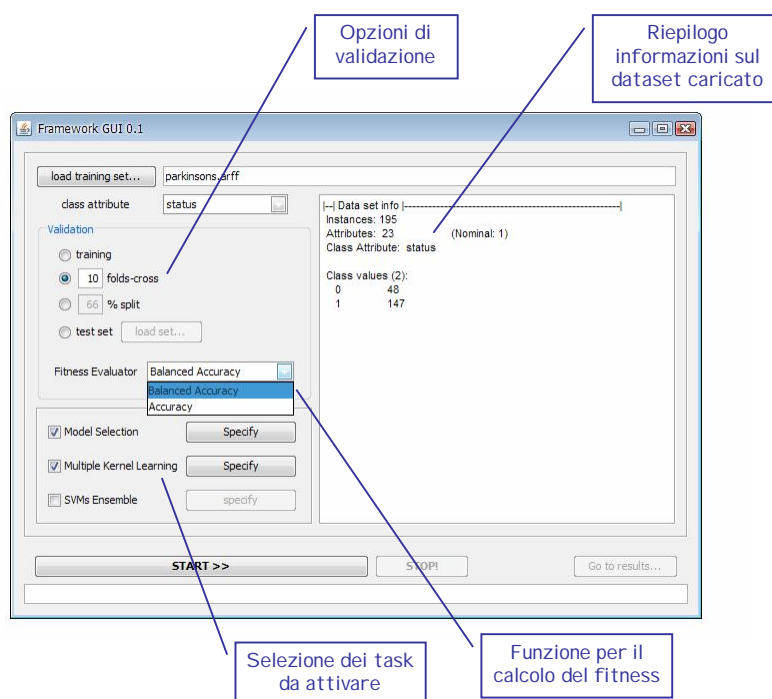 Opzioni di
validazione
Riepilogo
informazioni sul
dataset caricato
Framework GUI 0.1
load training set... parkinsons.arff
class attribute status
Validation
training
10 folds-cross
66 % split
test set load set...
Fitness Evaluator Balanced Accuracy
Balanced Accuracy
Accuracy
Model Selection Specify
Multiple Kernel Learning Specify
SVMs Ensemble specify
|--| Data set info |-----------------------------------------------------------|
Instances: 195
Attributes: 23 (Nominal: 1)
Class Attribute: status
Class values (2):
0 48
1 147
START >> STOP! Go to results...
Selezione dei task
da attivare
Funzione per il
calcolo del fitness